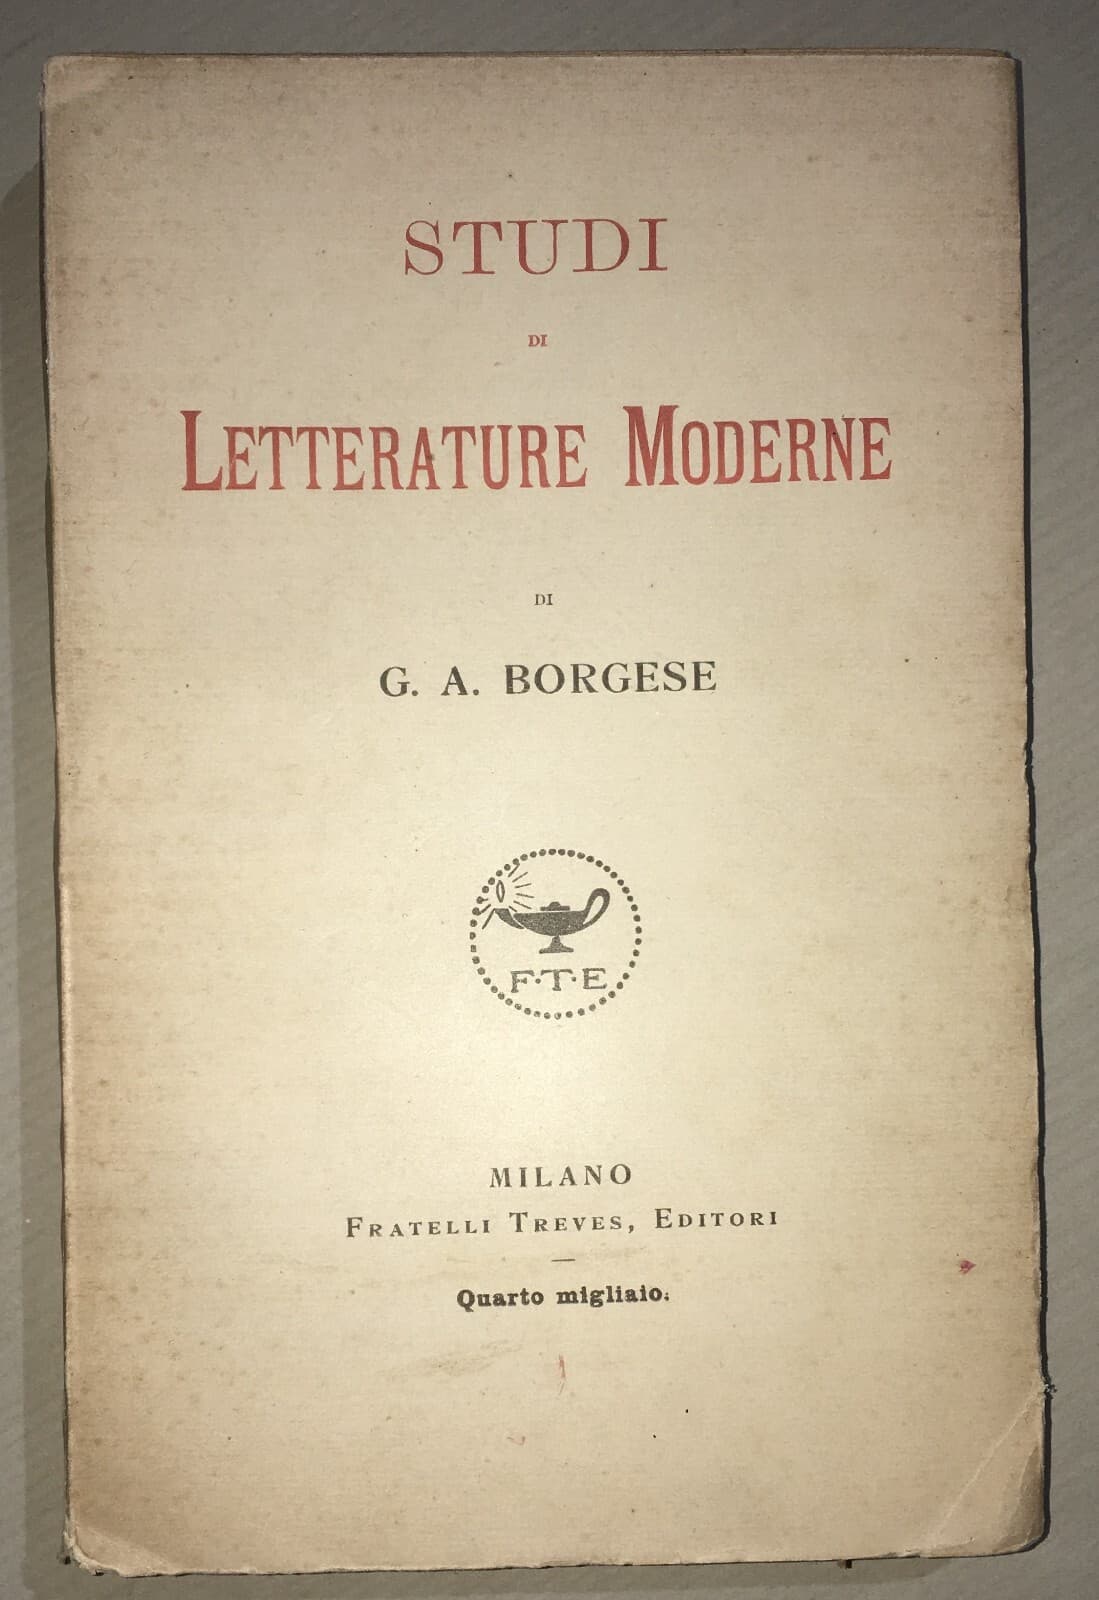 STUDI
DI
LETTERATURE MODERNE
DI
G. A. BORGESE
F·T·E
MILANO
FRATELLI TREVES, EDITORI
Quarto migliaio.